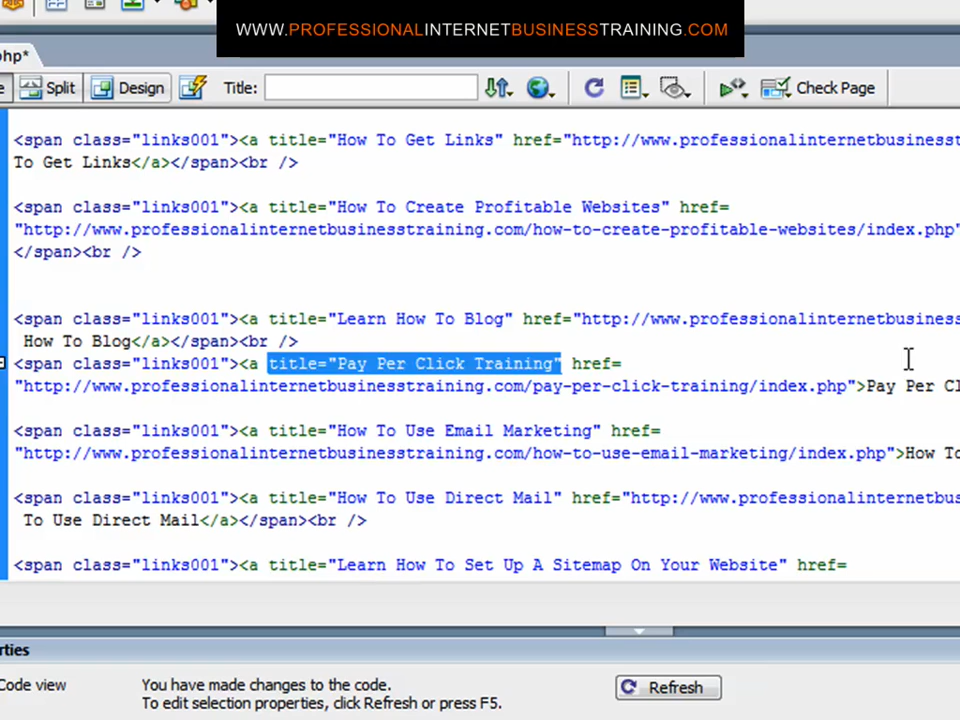 WWW.PROFESSIONALINTERNETBUSINESSTRAINING.COM
php*
Split Design Title: Check Page
<span class="links001"><a title="How To Get Links" href="http://www.professionalinternetbusinesst
To Get Links</a></span><br />
<span class="links001"><a title="How To Create Profitable Websites" href=
"http://www.professionalinternetbusinesstraining.com/how-to-create-profitable-websites/index.php"
</span><br />
<span class="links001"><a title="Learn How To Blog" href="http://www.professionalinternetbusines
How To Blog</a></span><br />
<span class="links001"><a title="Pay Per Click Training" href=
"http://www.professionalinternetbusinesstraining.com/pay-per-click-training/index.php">Pay Per Cl
<span class="links001"><a title="How To Use Email Marketing" href=
"http://www.professionalinternetbusinesstraining.com/how-to-use-email-marketing/index.php">How To
<span class="links001"><a title="How To Use Direct Mail" href="http://www.professionalinternetbus
To Use Direct Mail</a></span><br />
<span class="links001"><a title="Learn How To Set Up A Sitemap On Your Website" href=
rties
Code view You have made changes to the code. Refresh
To edit selection properties, click Refresh or press F5.